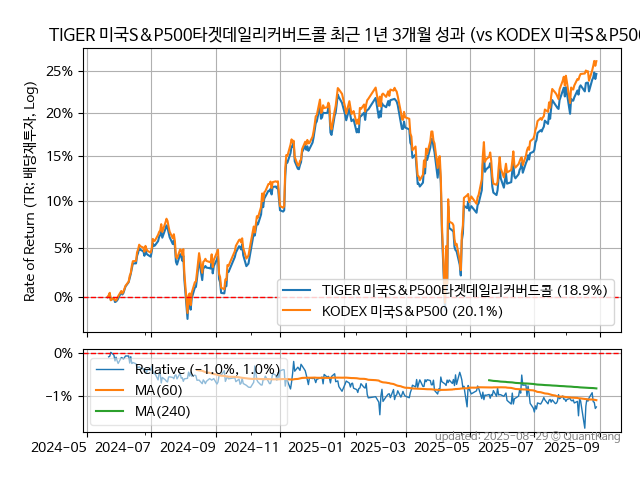 TIGER 미국S&P500타겟데일리커버드콜 최근 1년 3개월 성과 (vs KODEX 미국S&P500
Rate of Return (TR: 배당재투자, Log)
25%
20%
15%
10%
5%
0%
TIGER 미국S&P500타겟데일리커버드콜 (18.9%)
KODEX 미국S&P500 (20.1%)
0%
−1%
Relative (−1.0%, 1.0%)
MA(60)
MA(240)
updated: 2025-08-29 © QuantKang
2024−05 2024−07 2024−09 2024−11 2025−01 2025−03 2025−05 2025−07 2025−09